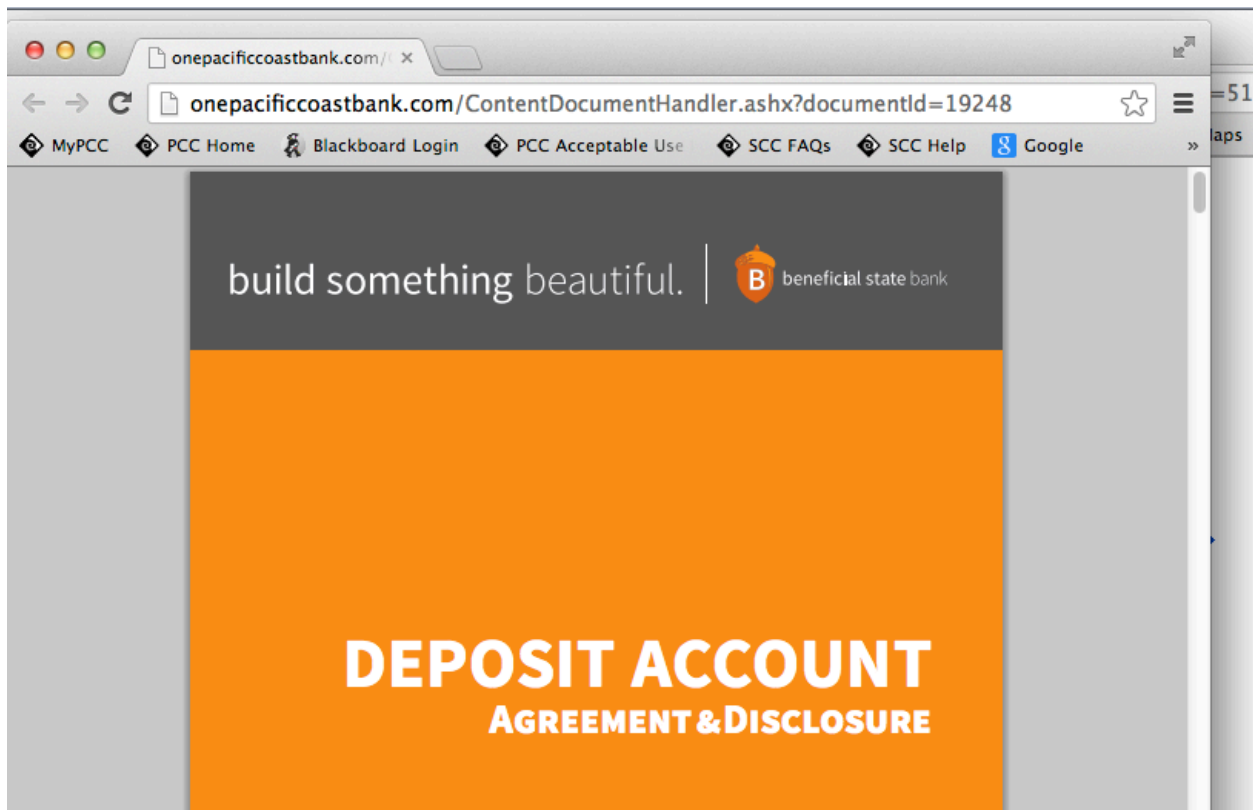 onepacificcoastbank.com/
onepacificcoastbank.com/ContentDocumentHandler.ashx?documentId=19248
=51
MyPCC PCC Home Blackboard Login PCC Acceptable Use SCC FAQs SCC Help Google »
laps
build something beautiful. B beneficial state bank
DEPOSIT ACCOUNT
AGREEMENT & DISCLOSURE